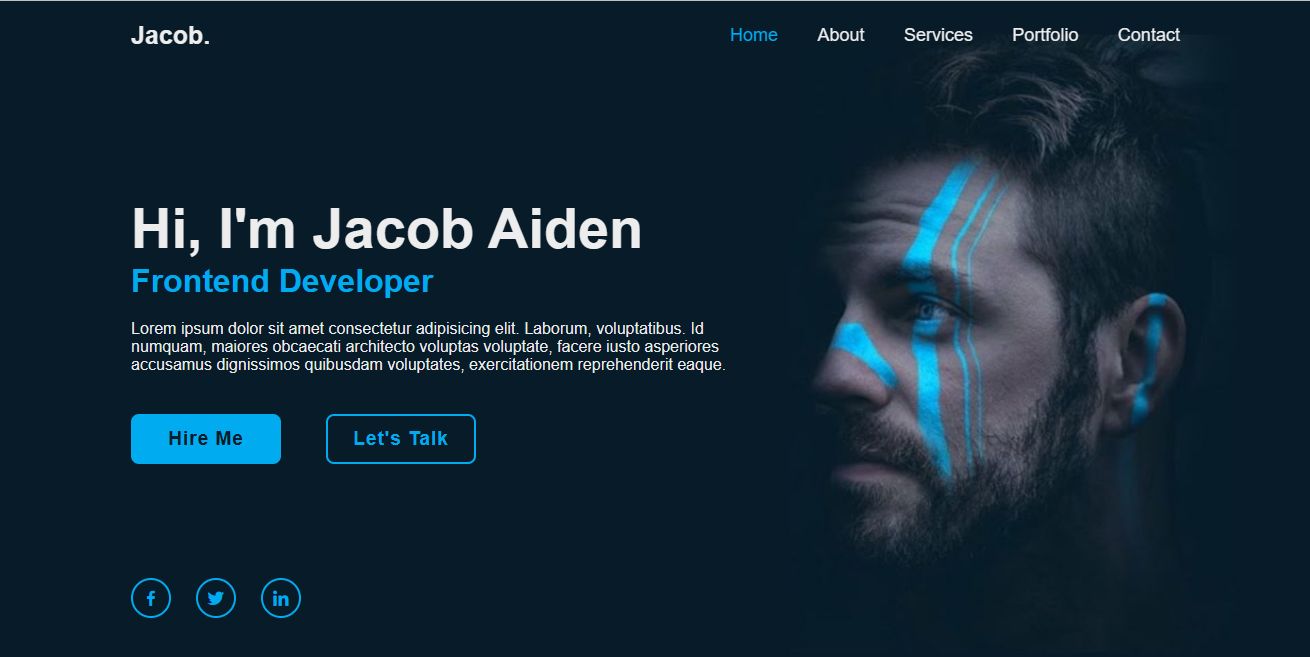 Jacob.
Home About Services Portfolio Contact
Hi, I'm Jacob Aiden
Frontend Developer
Lorem ipsum dolor sit amet consectetur adipisicing elit. Laborum, voluptatibus. Id
numquam, maiores obcaecati architecto voluptas voluptate, facere iusto asperiores
accusamus dignissimos quibusdam voluptates, exercitationem reprehenderit eaque.
Hire Me
Let's Talk